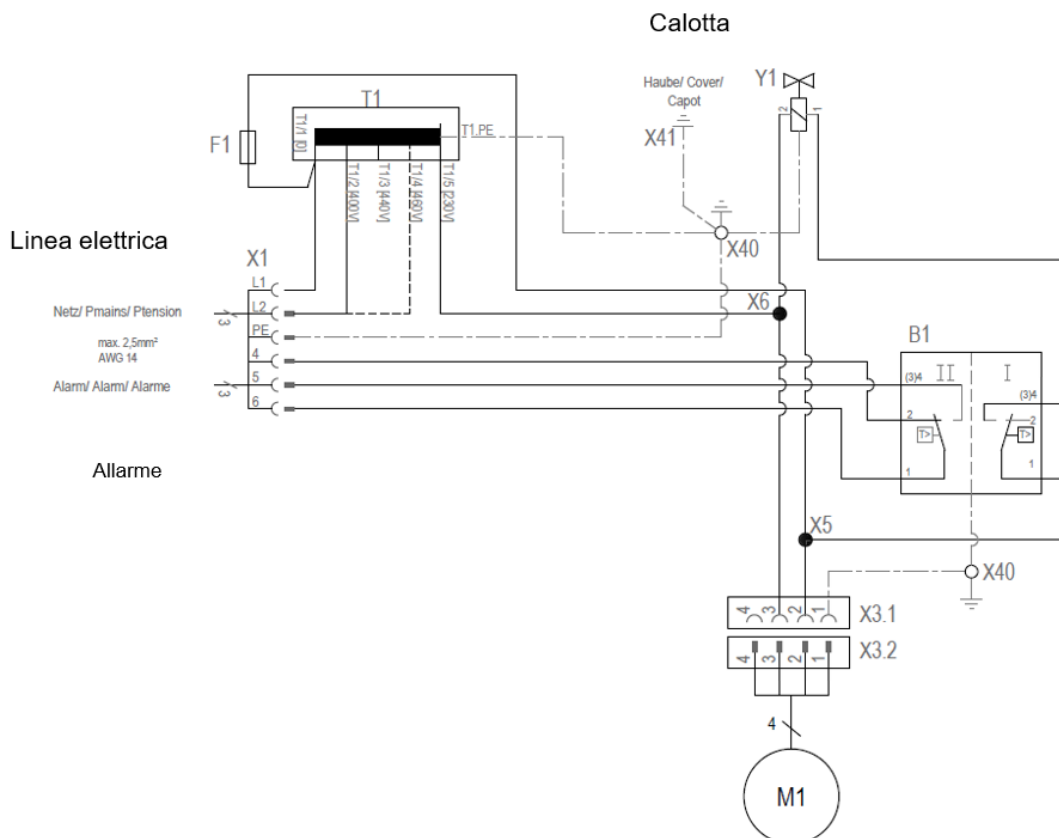 Calotta
Haube/ Cover/
Capot
X41
Y1
2
1
T1
T1/1 [0]
T1.PE
F1
T1/2 [400V]
T1/3 [440V]
T1/4 [460V]
T1/5 [230V]
X40
Linea elettrica
X1
L1
Netz/ Pmains/ Ptension
3
L2
X6
PE
max. 2,5mm²
AWG 14
B1
4
Alarm/ Alarm/ Alarme
3
5
6
(3)4
II
I
(3)4
2
T>
T>
2
1
1
Allarme
X5
X40
4
3
2
1
X3.1
4
3
2
1
X3.2
4
M1